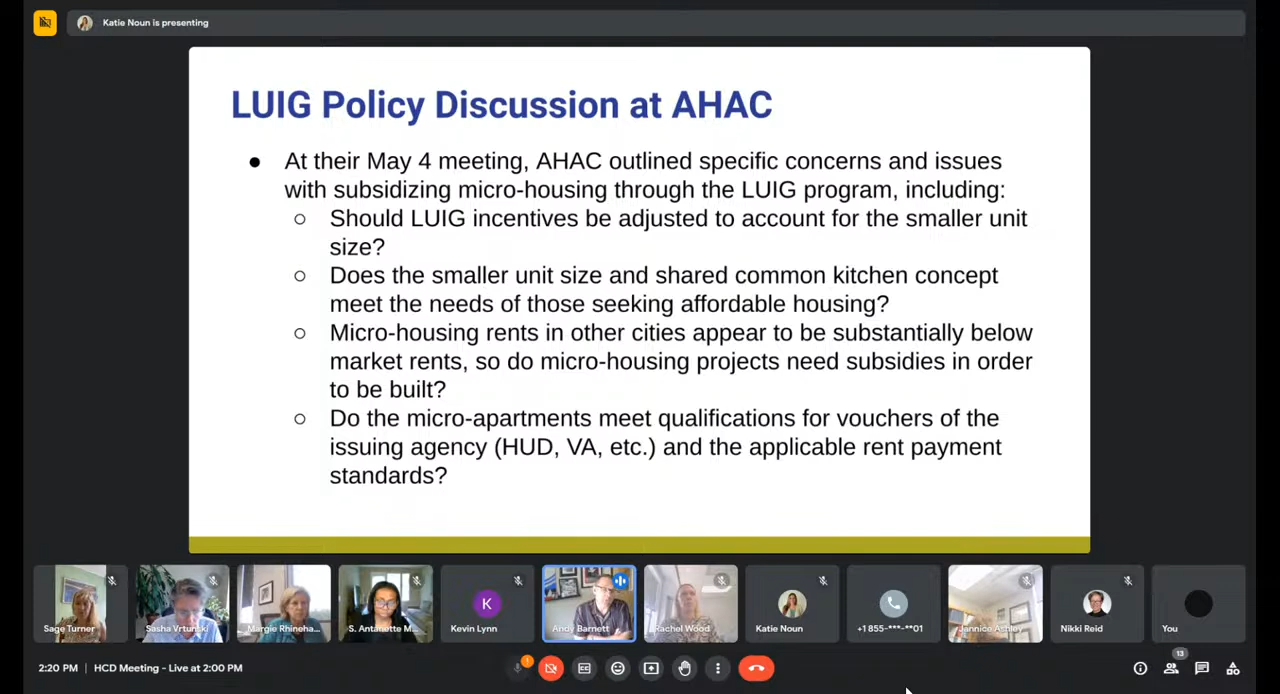 Katie Noun is presenting
LUIG Policy Discussion at AHAC
● At their May 4 meeting, AHAC outlined specific concerns and issues
with subsidizing micro-housing through the LUIG program, including:
○ Should LUIG incentives be adjusted to account for the smaller unit
size?
○ Does the smaller unit size and shared common kitchen concept
meet the needs of those seeking affordable housing?
○ Micro-housing rents in other cities appear to be substantially below
market rents, so do micro-housing projects need subsidies in order
to be built?
○ Do the micro-apartments meet qualifications for vouchers of the
issuing agency (HUD, VA, etc.) and the applicable rent payment
standards?
K
Sage Turner
Sasha Vrtunski
Margie Rhineha...
S. Antanette M...
Kevin Lynn
Andy Barnett
Rachel Wood
Katie Noun
+1 855-***-**01
Jannice Ashley
Nikki Reid
You
1
13
2:20 PM | HCD Meeting - Live at 2:00 PM